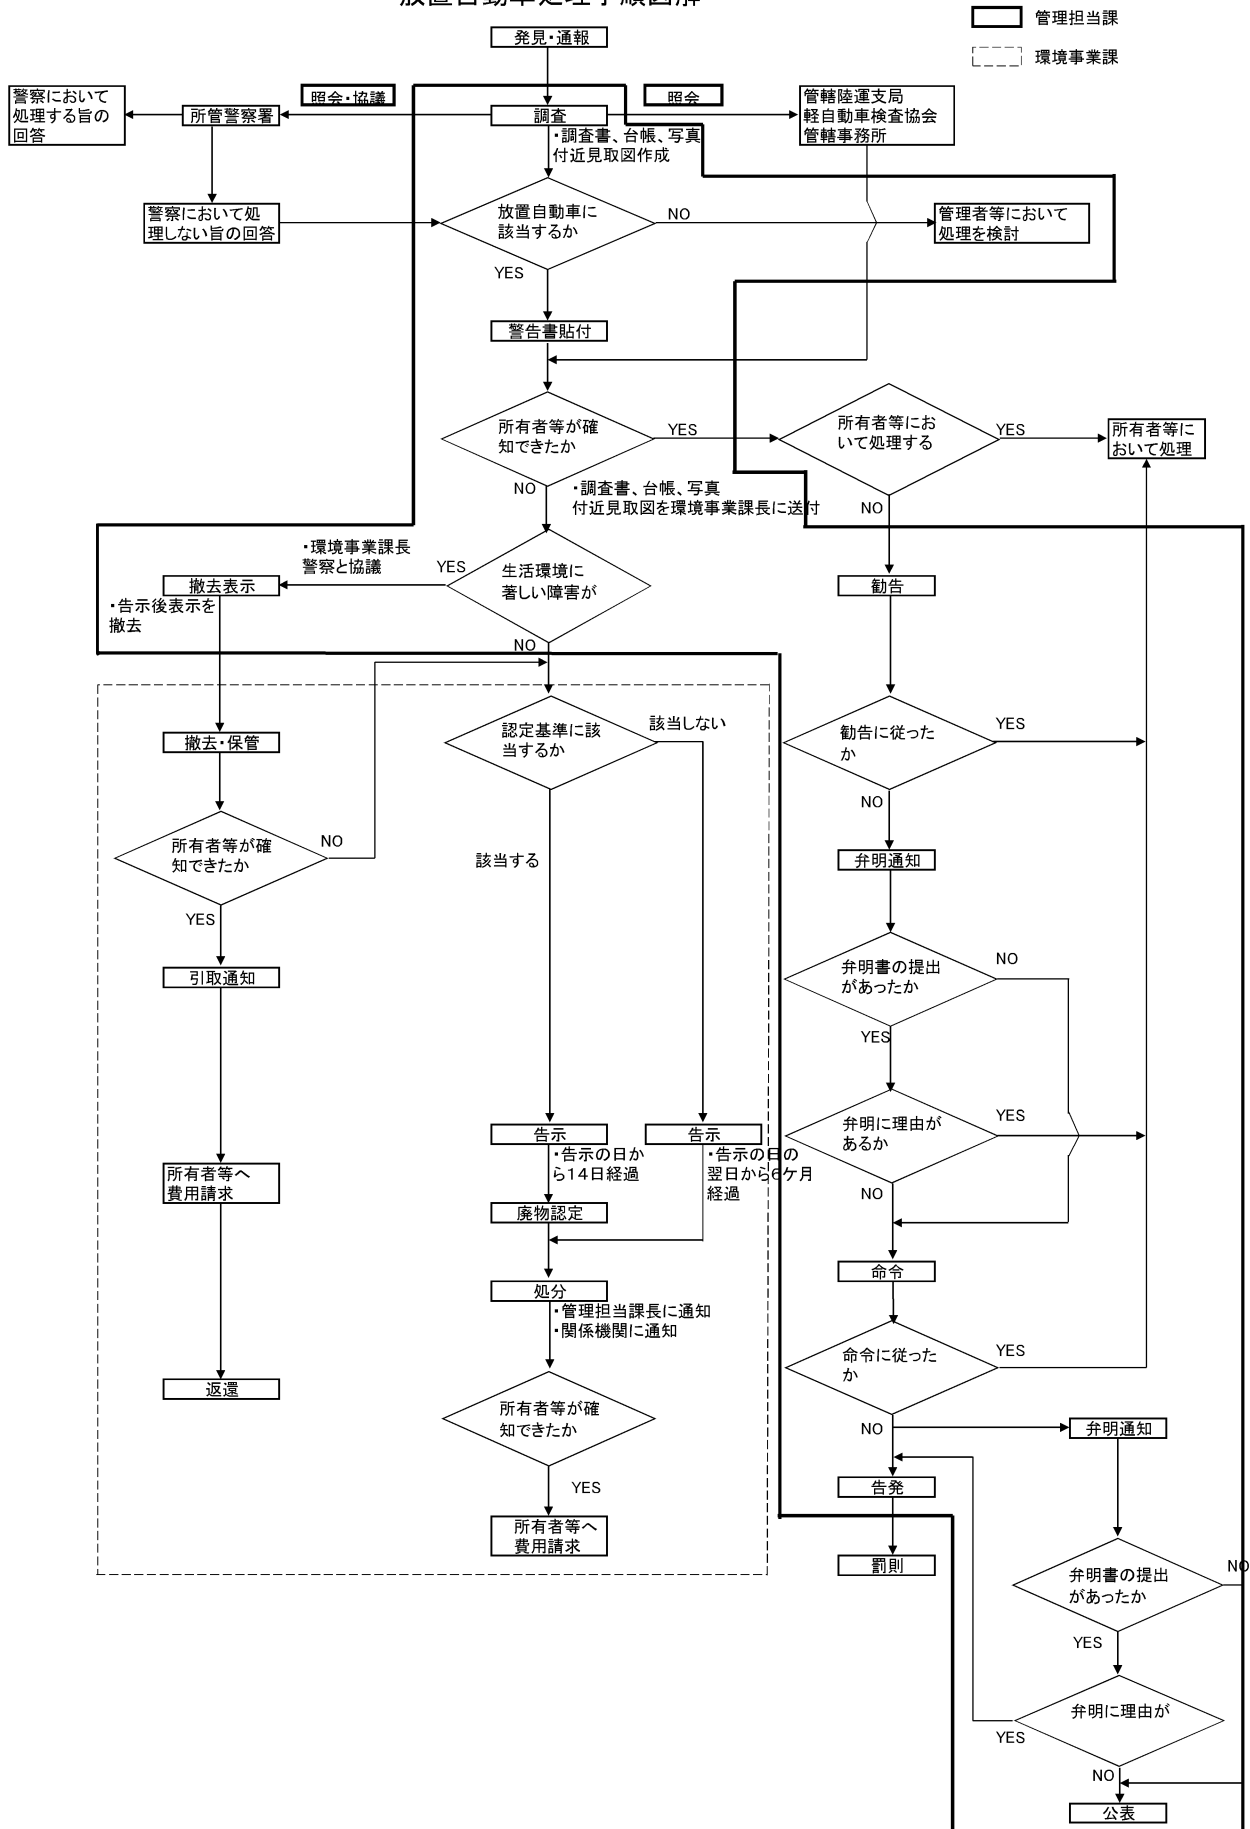 放置自動車処理手順図解
管理担当課
環境事業課
発見・通報
警察において
処理する旨の
回答
所管警察署
照会・協議
調査
照会
管轄陸運支局
軽自動車検査協会
管轄事務所
・調査書、台帳、写真
付近見取図作成
警察において処
理しない旨の回答
放置自動車に
該当するか
NO
管理者等において
処理を検討
YES
警告書貼付
所有者等が確
知できたか
YES
所有者等にお
いて処理する
YES
所有者等に
おいて処理
NO
・調査書、台帳、写真
付近見取図を環境事業課長に送付
NO
・環境事業課長
警察と協議
YES
生活環境に
著しい障害が
撤去表示
・告示後表示を
撤去
勧告
NO
認定基準に該
当するか
該当しない
勧告に従った
か
YES
撤去・保管
NO
所有者等が確
知できたか
NO
該当する
弁明通知
YES
弁明書の提出
があったか
NO
引取通知
YES
告示
・告示の日か
ら14日経過
告示
・告示の日の
翌日から6ケ月
経過
弁明に理由が
あるか
YES
所有者等へ
費用請求
NO
廃物認定
命令
処分
・管理担当課長に通知
・関係機関に通知
命令に従った
か
YES
返還
所有者等が確
知できたか
NO
弁明通知
YES
告発
所有者等へ
費用請求
罰則
弁明書の提出
があったか
NO
YES
弁明に理由が
YES
NO
公表